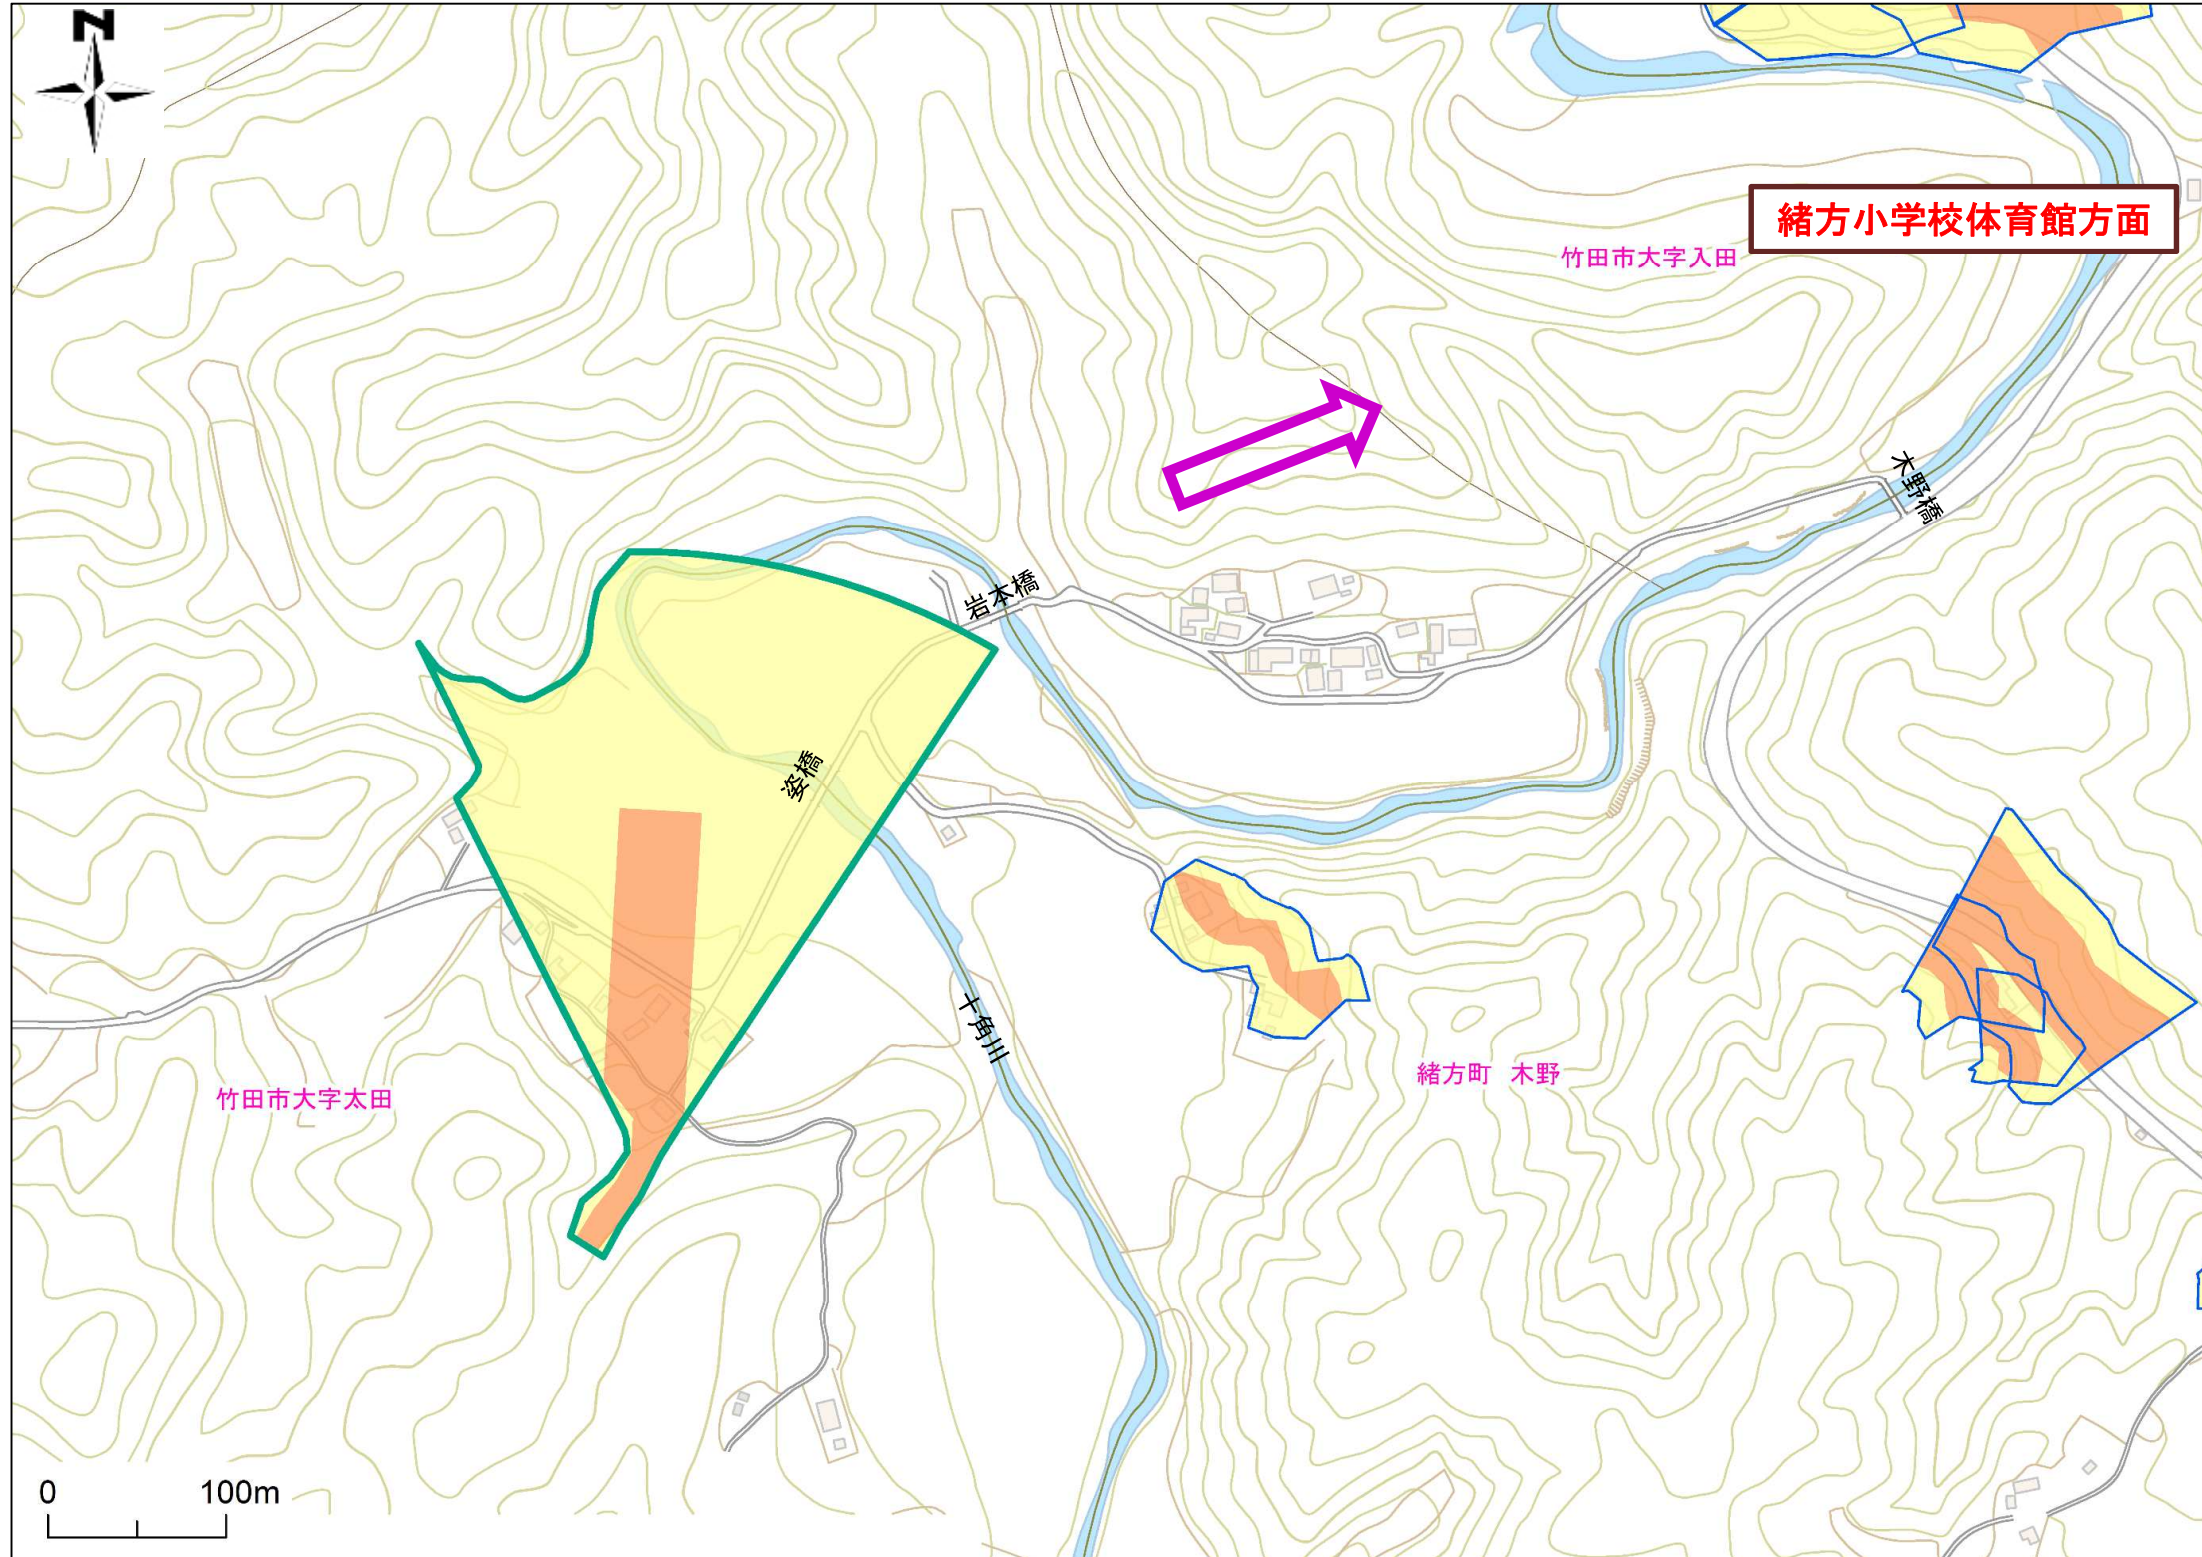 N
緒方小学校体育館方面
竹田市大字入田
木野橋
岩本橋
姿橋
十角川
緒方町 木野
竹田市大字太田
0 100m